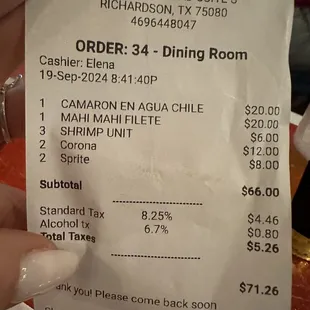 RICHARDSON, TX 75080
4696448047
ORDER: 34 - Dining Room
Cashier: Elena
19-Sep-2024 8:41:40P
1 CAMARON EN AGUA CHILE $20.00
1 MAHI MAHI FILETE $20.00
3 SHRIMP UNIT $6.00
2 Corona $12.00
2 Sprite $8.00
Subtotal $66.00
Standard Tax 8.25% $4.46
Alcohol tx 6.7% $0.80
Total Taxes $5.26
$71.26
you! Please come back soon